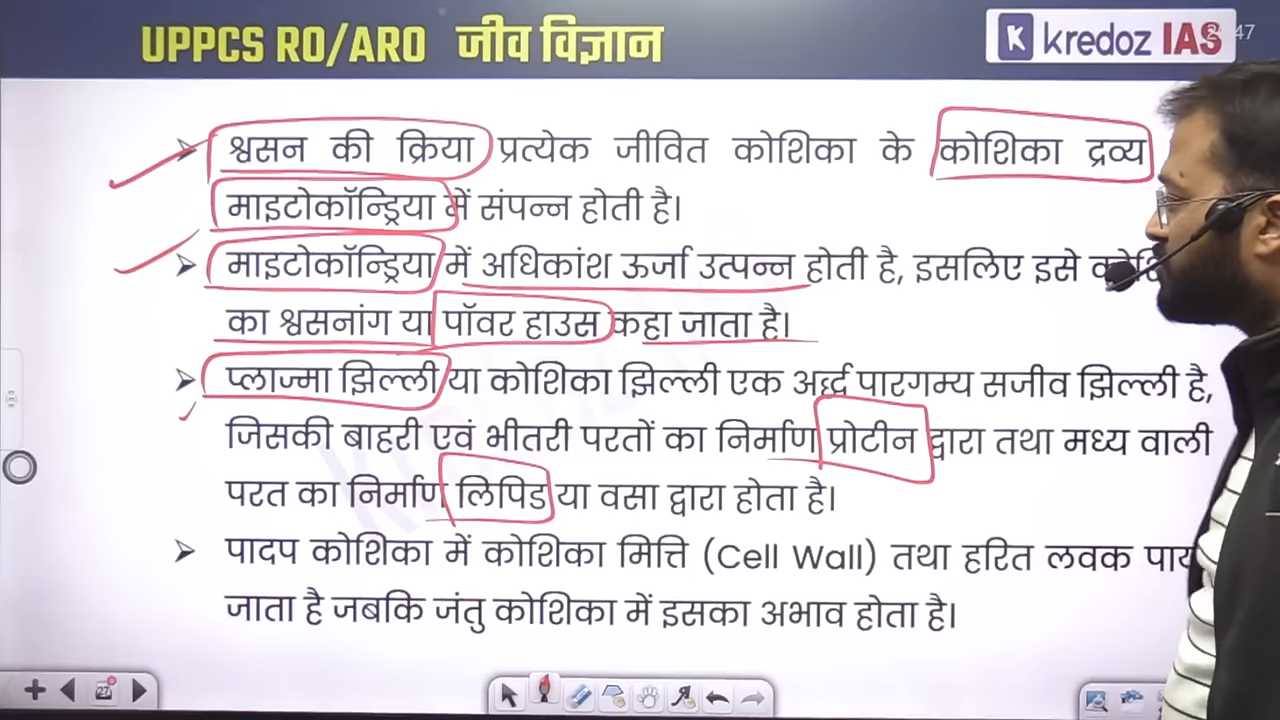 UPPCS RO/ARO जीव विज्ञान
K kredoz IAS
➤ श्वसन की क्रिया प्रत्येक जीवित कोशिका के कोशिका द्रव्य
माइटोकॉन्ड्रिया में संपन्न होती है।
➤ माइटोकॉन्ड्रिया में अधिकांश ऊर्जा उत्पन्न होती है, इसलिए इसे
का श्वसनांग या पॉवर हाउस कहा जाता है।
➤ प्लाज्मा झिल्ली या कोशिका झिल्ली एक अर्द्ध पारगम्य सजीव झिल्ली है,
जिसकी बाहरी एवं भीतरी परतों का निर्माण प्रोटीन द्वारा तथा मध्य वाली
परत का निर्माण लिपिड या वसा द्वारा होता है।
➤ पादप कोशिका में कोशिका मित्ति (Cell Wall) तथा हरित लवक
जाता है जबकि जंतु कोशिका में इसका अभाव होता है।
27